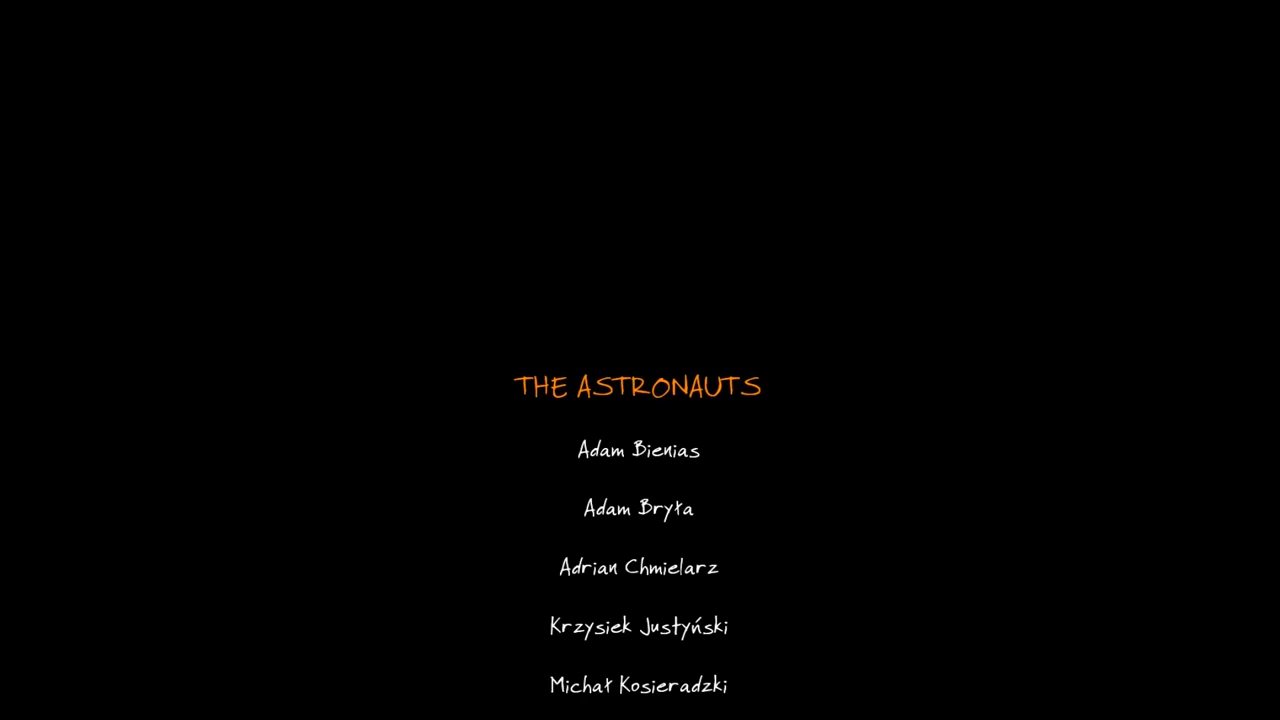 THE ASTRONAUTS
Adam Bienias
Adam Bryła
Adrian Chmielarz
Krzysiek Justyński
Michał Kosieradzki